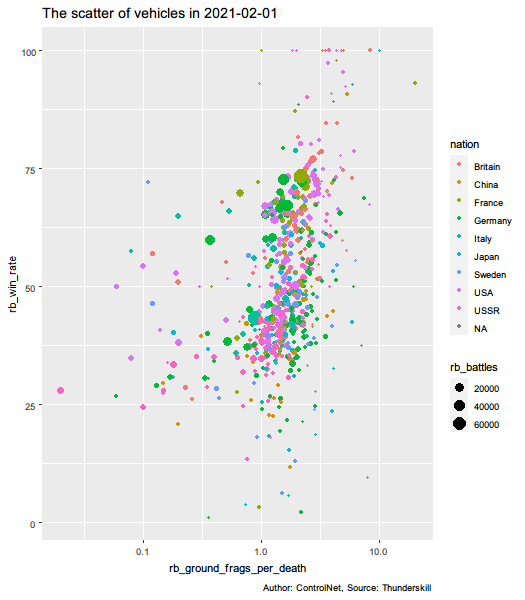 The scatter of vehicles in 2021-02-01
100
75
50
25
0
rb_win_rate
0.1
1.0
10.0
rb_ground_frags_per_death
nation
Britain
China
France
Germany
Italy
Japan
Sweden
USA
USSR
NA
rb_battles
20000
40000
60000
Author: ControlNet, Source: Thunderskill